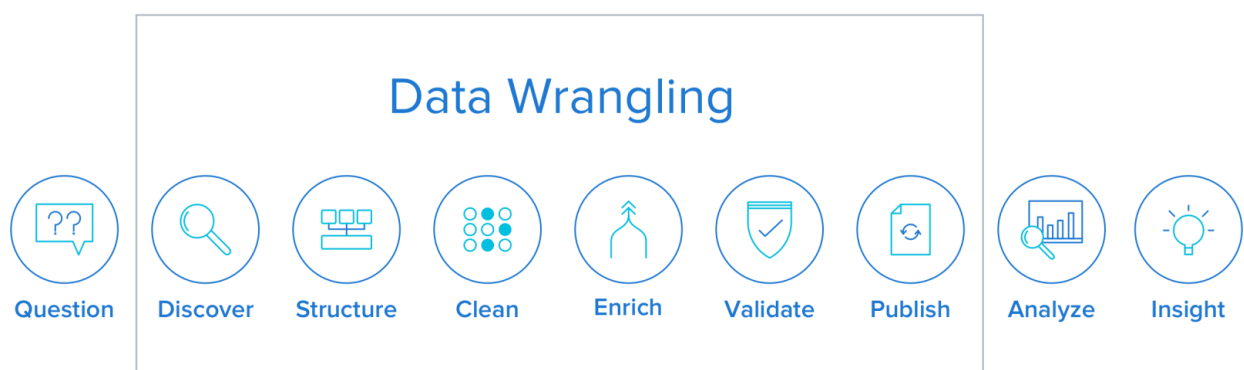 Data Wrangling
??
Question
Discover
Structure
Clean
Enrich
Validate
Publish
Analyze
Insight